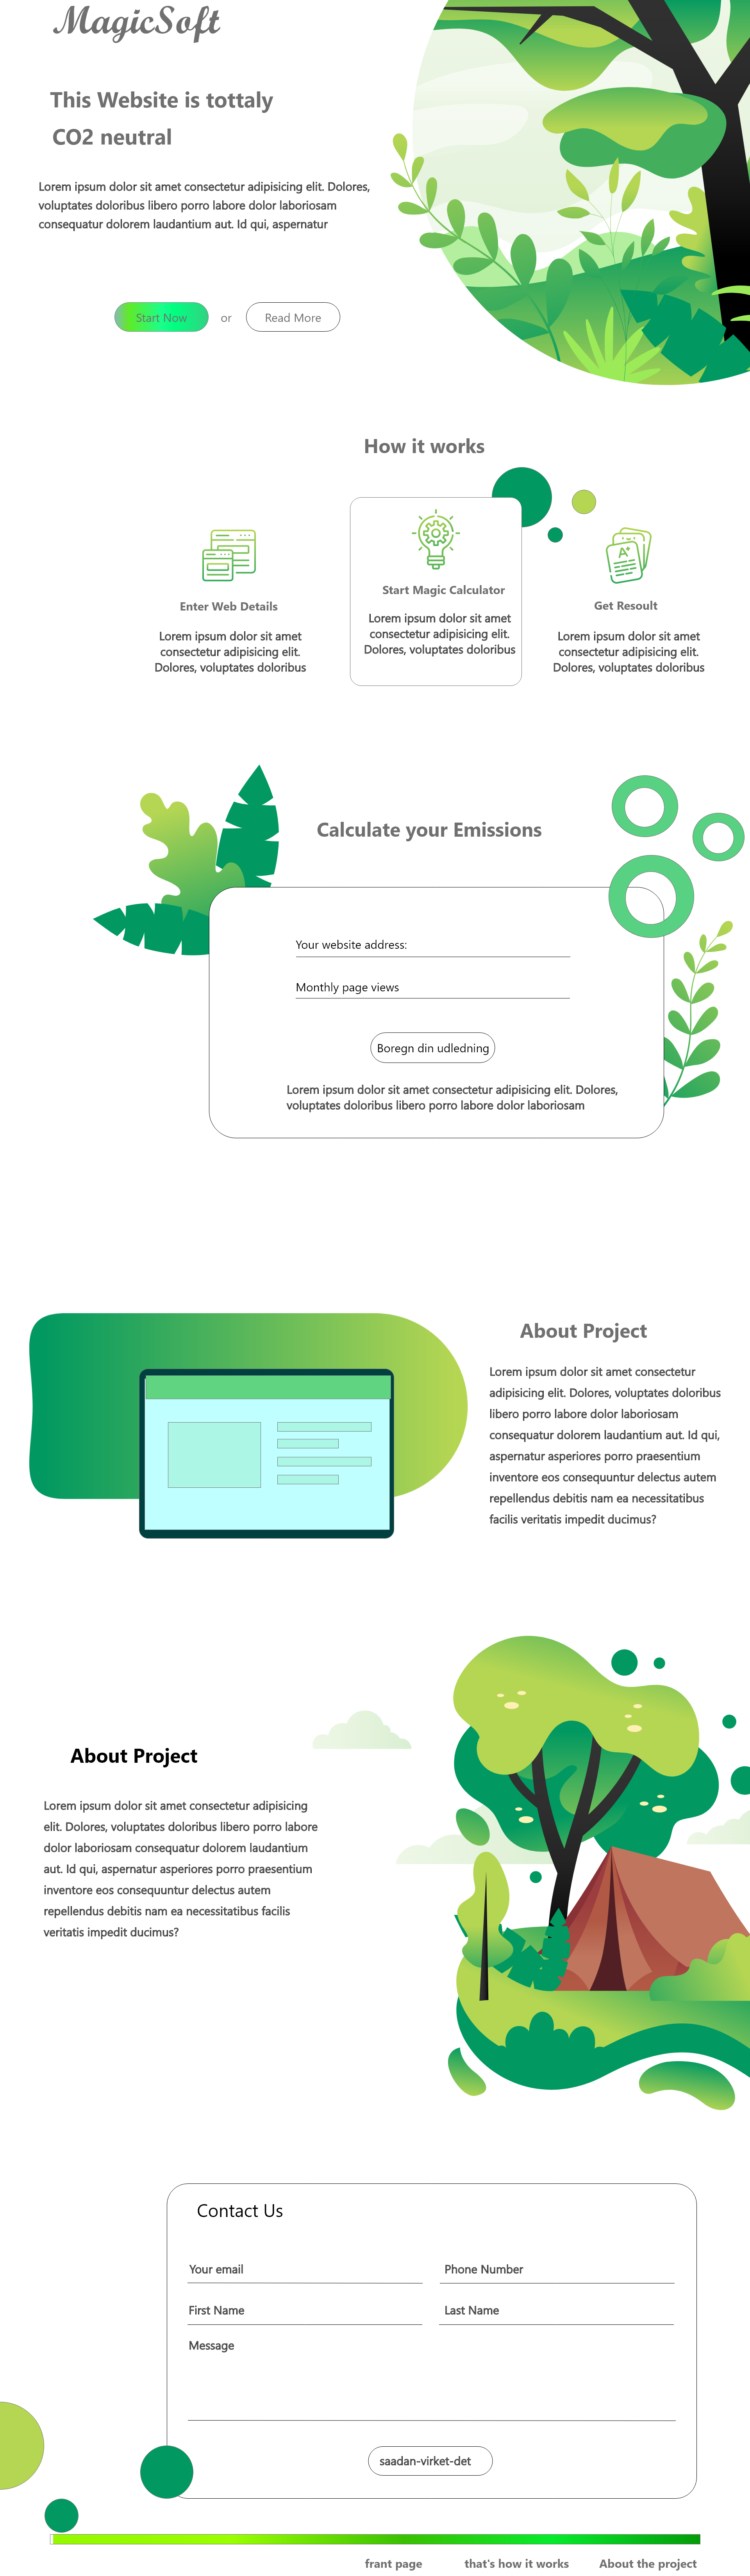 MagicSoft
This Website is tottaly
CO2 neutral
Lorem ipsum dolor sit amet consectetur adipisicing elit. Dolores,
voluptates doloribus libero porro labore dolor laboriosam
consequatur dolorem laudantium aut. Id qui, aspernatur
Start Now or Read More
How it works
Enter Web Details
Lorem ipsum dolor sit amet
consectetur adipisicing elit.
Dolores, voluptates doloribus
Start Magic Calculator
Lorem ipsum dolor sit amet
consectetur adipisicing elit.
Dolores, voluptates doloribus
A+
Get Resoult
Lorem ipsum dolor sit amet
consectetur adipisicing elit.
Dolores, voluptates doloribus
Calculate your Emissions
Your website address:
Monthly page views
Boregn din udledning
Lorem ipsum dolor sit amet consectetur adipisicing elit. Dolores,
voluptates doloribus libero porro labore dolor laboriosam
About Project
Lorem ipsum dolor sit amet consectetur
adipisicing elit. Dolores, voluptates doloribus
libero porro labore dolor laboriosam
consequatur dolorem laudantium aut. Id qui,
aspernatur asperiores porro praesentium
inventore eos consequuntur delectus autem
repellendus debitis nam ea necessitatibus
facilis veritatis impedit ducimus?
About Project
Lorem ipsum dolor sit amet consectetur adipisicing
elit. Dolores, voluptates doloribus libero porro labore
dolor laboriosam consequatur dolorem laudantium
aut. Id qui, aspernatur asperiores porro praesentium
inventore eos consequuntur delectus autem
repellendus debitis nam ea necessitatibus facilis
veritatis impedit ducimus?
Contact Us
Your email Phone Number
First Name Last Name
Message
saadan-virket-det
frant page that's how it works About the project